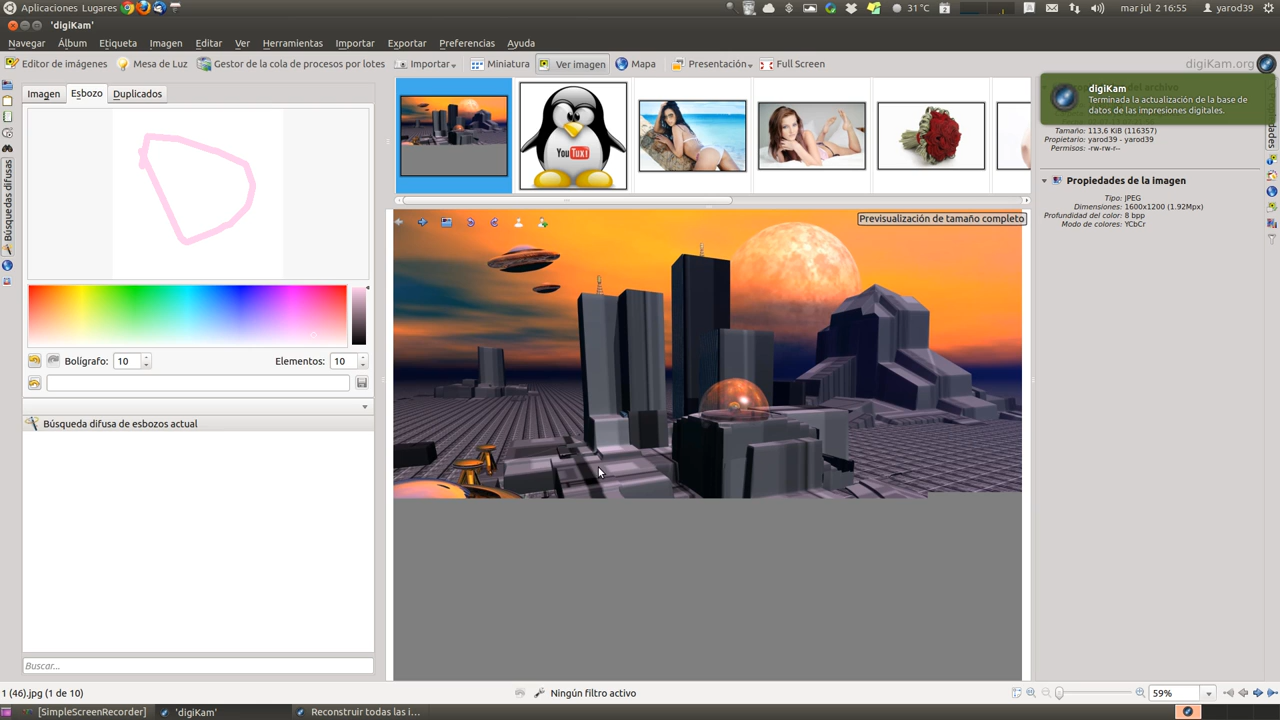 Aplicaciones Lugares
31 °C
2
mar jul 2 16:55
yarod39
'digiKam'
Navegar Álbum Etiqueta Imagen Editar Ver Herramientas Importar Exportar Preferencias Ayuda
Editor de imágenes Mesa de Luz Gestor de la cola de procesos por lotes Importar Miniatura Ver imagen Mapa Presentación Full Screen digiKam.org
Imagen Esbozo Duplicados
Búsquedas difusas
YouTuxt
digiKam
Terminada la actualización de la base de
datos de las impresiones digitales.
Tamaño: 113,6 KiB (116357)
Propietario: yarod39 - yarod39
Permisos: -rw-rw-r--
Propiedades de la imagen
Tipo: JPEG
Dimensiones: 1600x1200 (1.92Mpx)
Profundidad del color: 8 bpp
Modo de colores: YCbCr
Previsualización de tamaño completo
Bolígrafo: 10 Elementos: 10
Búsqueda difusa de esbozos actual
Buscar...
1 (46).jpg (1 de 10)
Ningún filtro activo
59%
[SimpleScreenRecorder]
'digiKam'
Reconstruir todas las i...